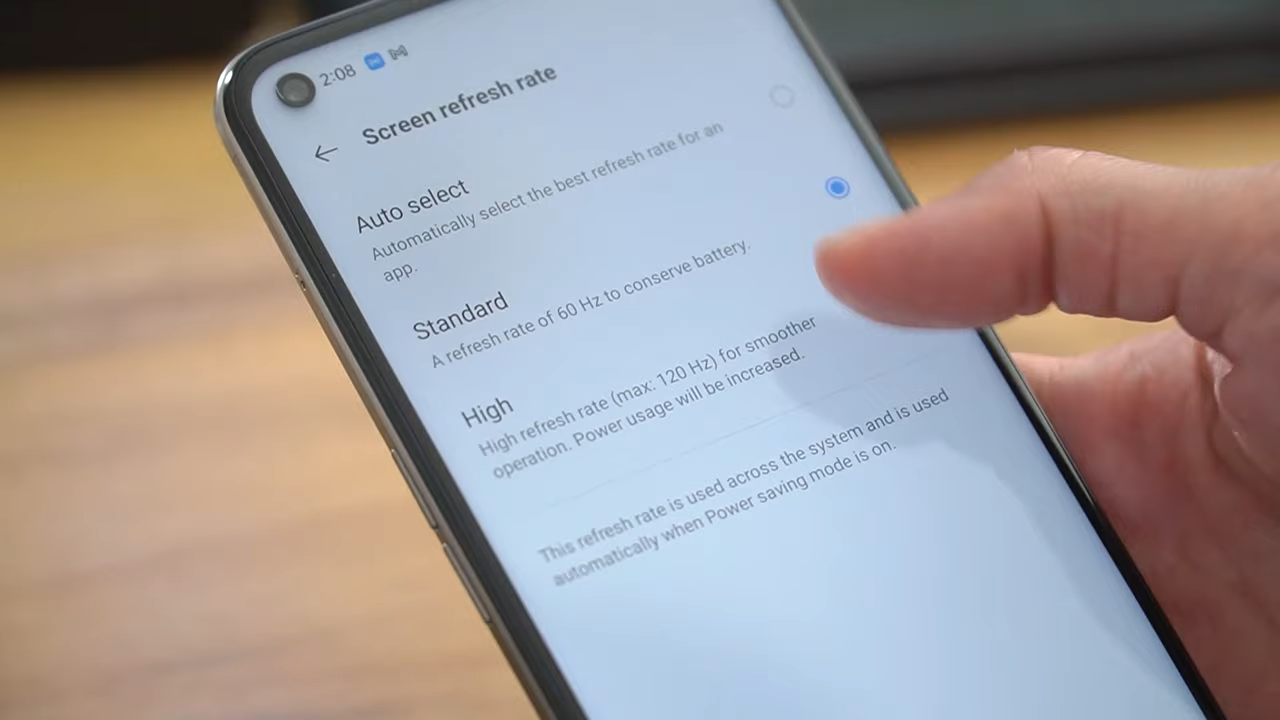 2:08
Screen refresh rate
Auto select
Automatically select the best refresh rate for an
app.
Standard
A refresh rate of 60 Hz to conserve battery.
High
High refresh rate (max: 120 Hz) for smoother
operation. Power usage will be increased.
This refresh rate is used across the system and is used
automatically when Power saving mode is on.